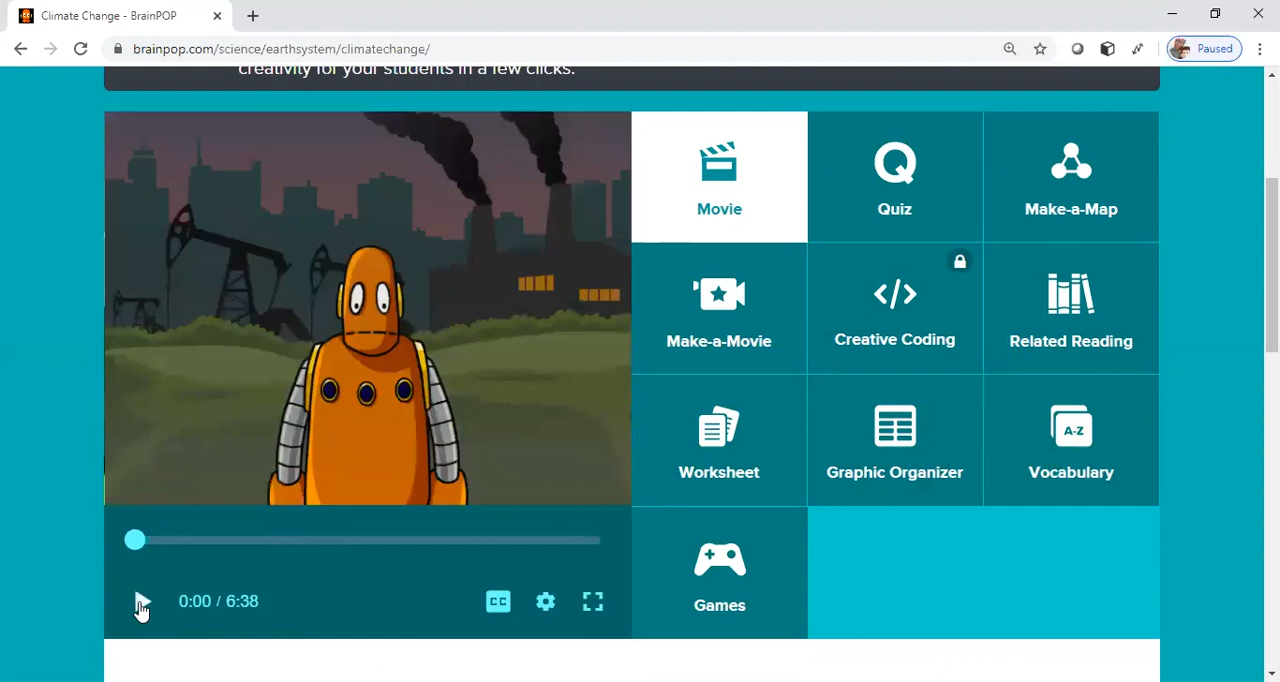 Climate Change - BrainPOP
brainpop.com/science/earthsystem/climatechange/
Paused
creativity for your students in a few clicks.
Movie
Q
Quiz
Make-a-Map
Make-a-Movie
</>
Creative Coding
Related Reading
Worksheet
Graphic Organizer
A-Z
Vocabulary
0:00 / 6:38
CC
Games